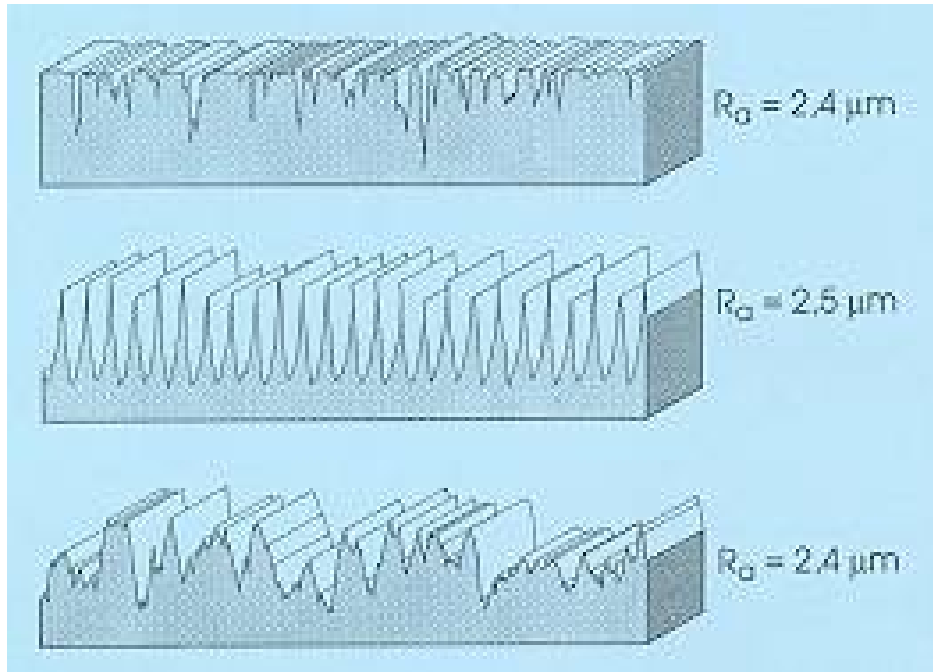 Ra = 2,4 µm
Ra = 2,5 µm
Ra = 2,4 µm